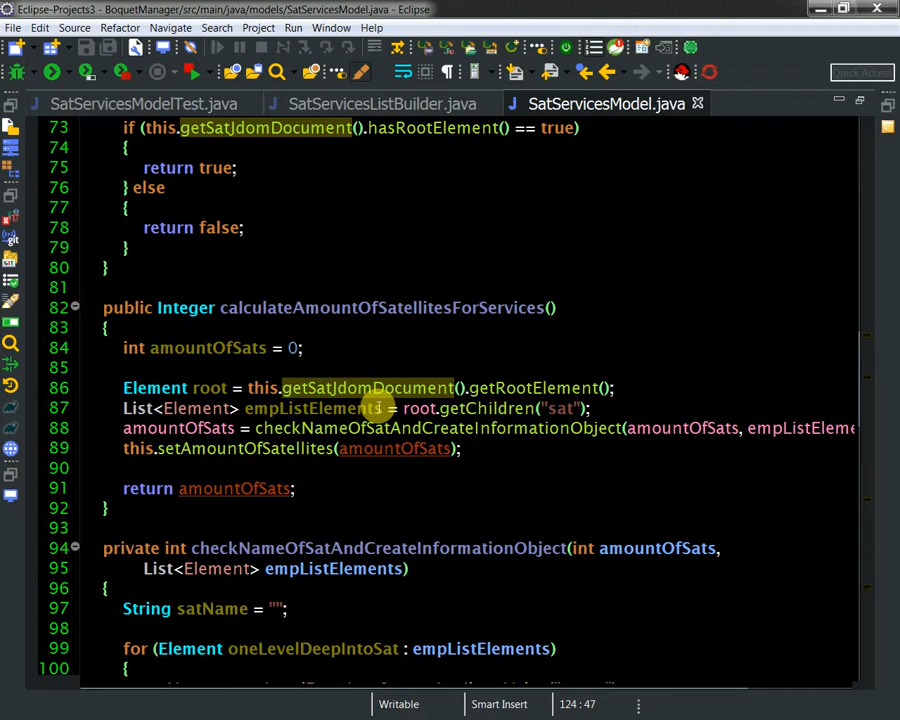 Eclipse-Projects3 - BoquetManager/src/main/java/models/SatServicesModel.java - Eclipse
File Edit Source Refactor Navigate Search Project Run Window Help
Quick Access
SatServicesModelTest.java SatServicesListBuilder.java SatServicesModel.java
73 if (this.getSatJdomDocument().hasRootElement() == true)
74 {
75 return true;
76 } else
77 {
78 return false;
79 }
80 }
81
82 public Integer calculateAmountOfSatellitesForServices()
83 {
84 int amountOfSats = 0;
85
86 Element root = this.getSatJdomDocument().getRootElement();
87 List<Element> empListElements = root.getChildren("sat");
88 amountOfSats = checkNameOfSatAndCreateInformationObject(amountOfSats, empListEleme
89 this.setAmountOfSatellites(amountOfSats);
90
91 return amountOfSats;
92 }
93
94 private int checkNameOfSatAndCreateInformationObject(int amountOfSats,
95 List<Element> empListElements)
96 {
97 String satName = "";
98
99 for (Element oneLevelDeepIntoSat : empListElements)
100 {
Writable Smart Insert 124 : 47